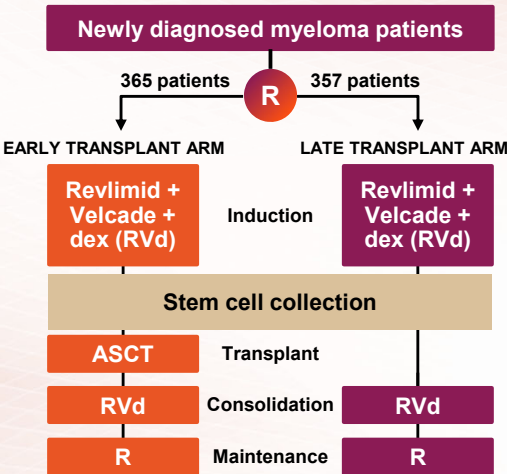 Newly diagnosed myeloma patients
365 patients
R
357 patients
EARLY TRANSPLANT ARM
LATE TRANSPLANT ARM
Revlimid +
Velcade +
dex (RVd)
Induction
Revlimid +
Velcade +
dex (RVd)
Stem cell collection
ASCT
Transplant
RVd
Consolidation
RVd
R
Maintenance
R